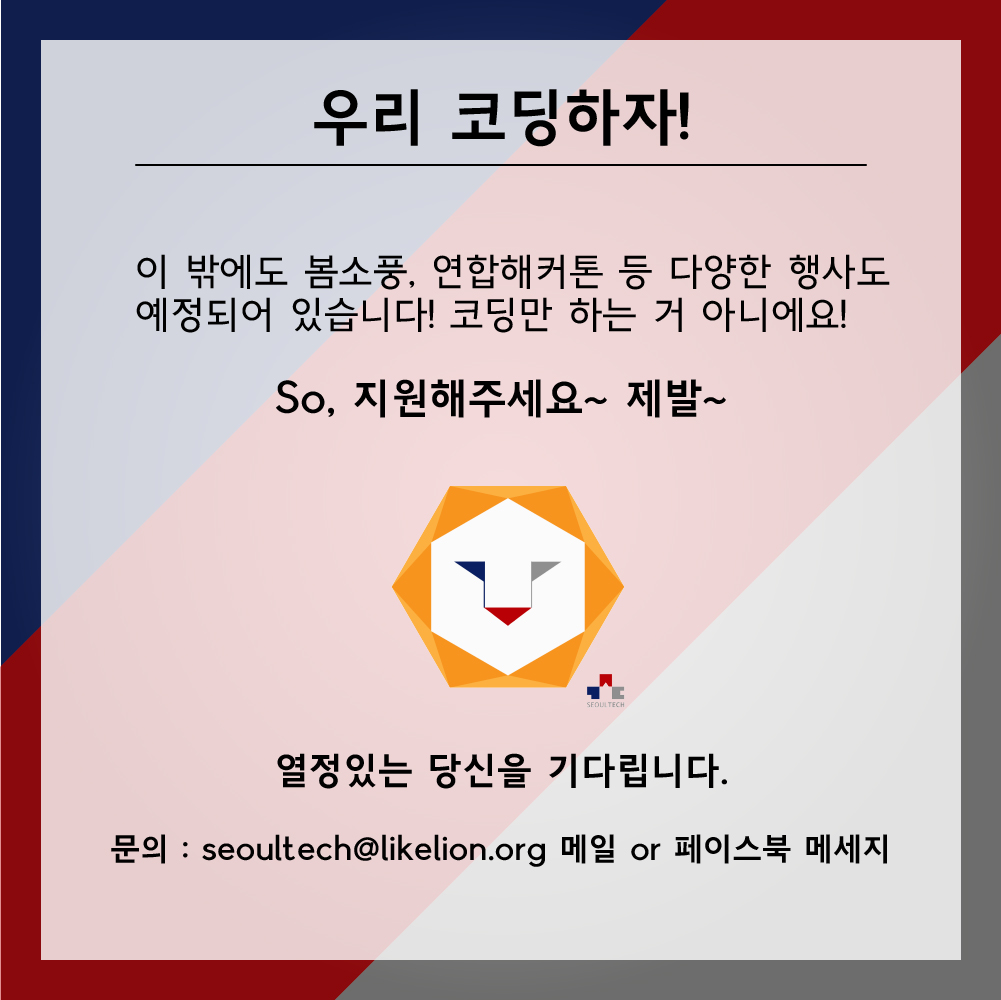 우리 코딩하자!
이 밖에도 봄소풍, 연합해커톤 등 다양한 행사도
예정되어 있습니다! 코딩만 하는 거 아니에요!
So, 지원해주세요~ 제발~
SEOULTECH
열정있는 당신을 기다립니다.
문의 : seoultech@likelion.org 메일 or 페이스북 메세지